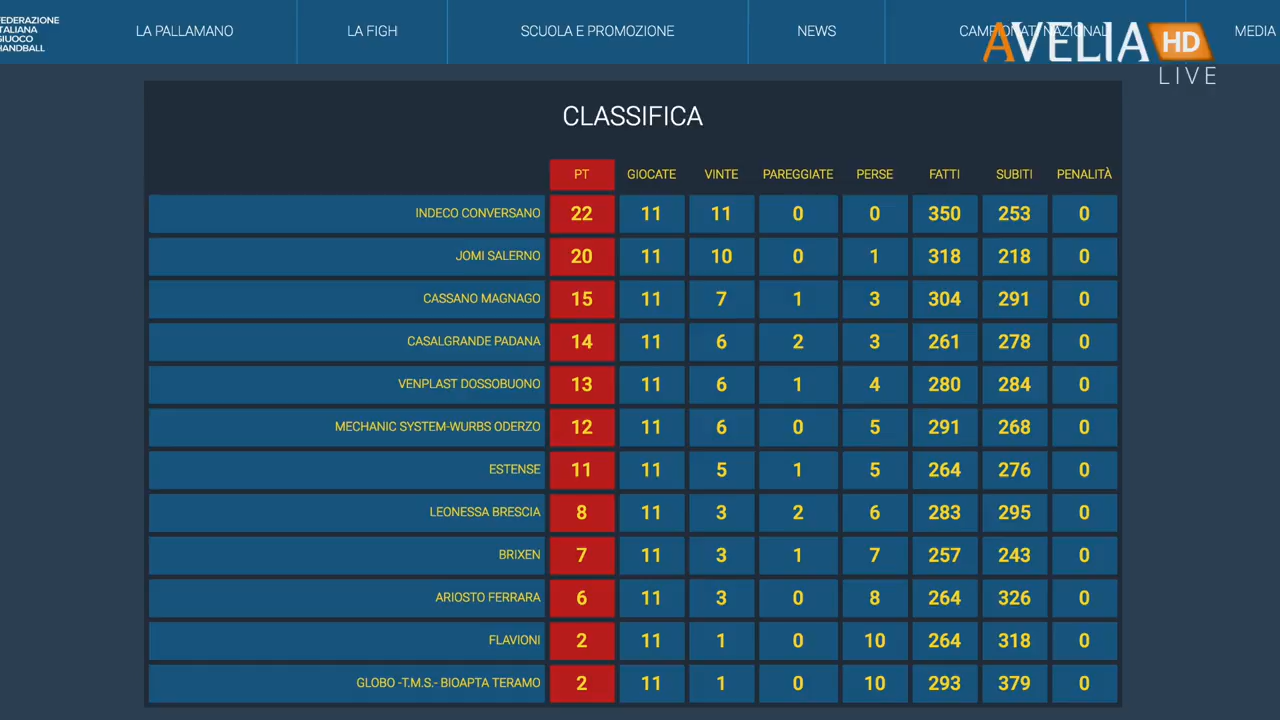 FEDERAZIONE
ITALIANA
GIUOCO
HANDBALL
LA PALLAMANO
LA FIGH
SCUOLA E PROMOZIONE
NEWS
CAMPIONATI NAZIONALI
MEDIA
AVELIA HD
LIVE
CLASSIFICA
PT GIOCATE VINTE PAREGGIATE PERSE FATTI SUBITI PENALITÀ
INDECO CONVERSANO 22 11 11 0 0 350 253 0
JOMI SALERNO 20 11 10 0 1 318 218 0
CASSANO MAGNAGO 15 11 7 1 3 304 291 0
CASALGRANDE PADANA 14 11 6 2 3 261 278 0
VENPLAST DOSSOBUONO 13 11 6 1 4 280 284 0
MECHANIC SYSTEM-WURBS ODERZO 12 11 6 0 5 291 268 0
ESTENSE 11 11 5 1 5 264 276 0
LEONESSA BRESCIA 8 11 3 2 6 283 295 0
BRIXEN 7 11 3 1 7 257 243 0
ARIOSTO FERRARA 6 11 3 0 8 264 326 0
FLAVIONI 2 11 1 0 10 264 318 0
GLOBO -T.M.S.- BIOAPTA TERAMO 2 11 1 0 10 293 379 0